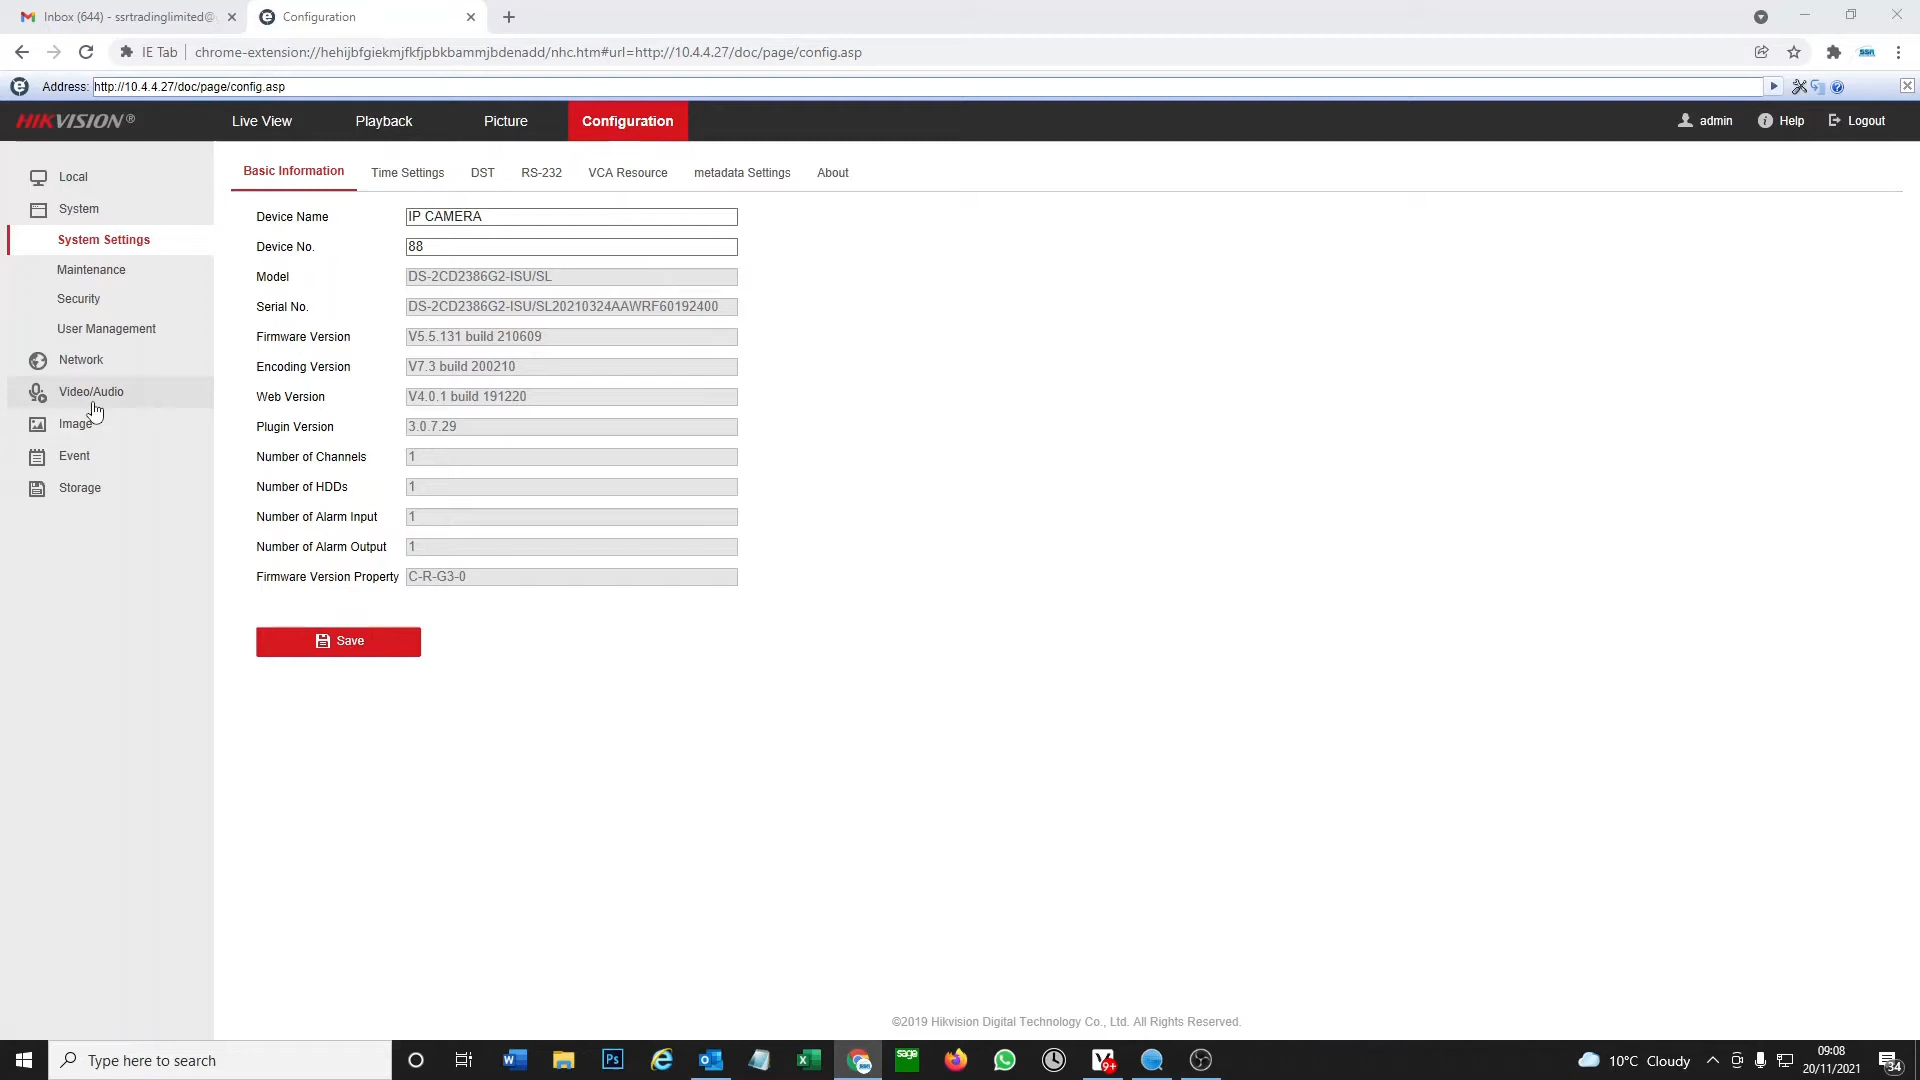 Inbox (644) - ssrtradinglimited@
Configuration
IE Tab
chrome-extension://hehijbfgiekmjfkfjpbkbammjbdenadd/nhc.htm#url=http://10.4.4.27/doc/page/config.asp
Address: http://10.4.4.27/doc/page/config.asp
HIKVISION®
Live View
Playback
Picture
Configuration
admin
Help
Logout
Local
System
System Settings
Maintenance
Security
User Management
Network
Video/Audio
Image
Event
Storage
Basic Information
Time Settings
DST
RS-232
VCA Resource
metadata Settings
About
Device Name IP CAMERA
Device No. 88
Model DS-2CD2386G2-ISU/SL
Serial No. DS-2CD2386G2-ISU/SL20210324AAWRF60192400
Firmware Version V5.5.131 build 210609
Encoding Version V7.3 build 200210
Web Version V4.0.1 build 191220
Plugin Version 3.0.7.29
Number of Channels 1
Number of HDDs 1
Number of Alarm Input 1
Number of Alarm Output 1
Firmware Version Property C-R-G3-0
Save
©2019 Hikvision Digital Technology Co., Ltd. All Rights Reserved.
Type here to search
Ps
sage
9+
10°C Cloudy
09:08
20/11/2021
34